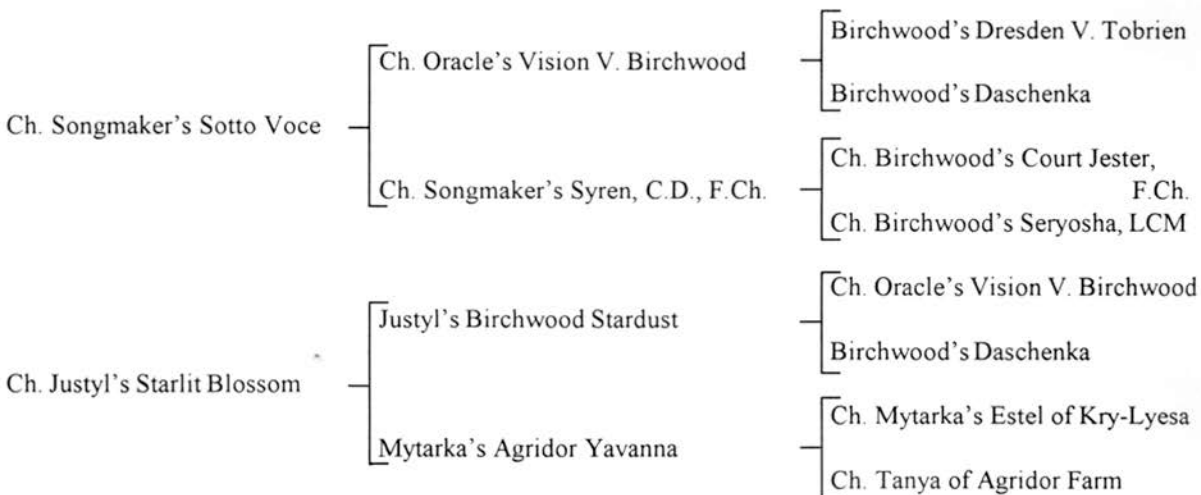 Birchwood's Dresden V. Tobrien
Ch. Oracle's Vision V. Birchwood
Birchwood's Daschenka
Ch. Songmaker's Sotto Voce
Ch. Birchwood's Court Jester,
F.Ch.
Ch. Songmaker's Syren, C.D., F.Ch.
Ch. Birchwood's Seryosha, LCM
Ch. Oracle's Vision V. Birchwood
Justyl's Birchwood Stardust
Birchwood's Daschenka
Ch. Justyl's Starlit Blossom
Ch. Mytarka's Estel of Kry-Lyesa
Mytarka's Agridor Yavanna
Ch. Tanya of Agridor Farm